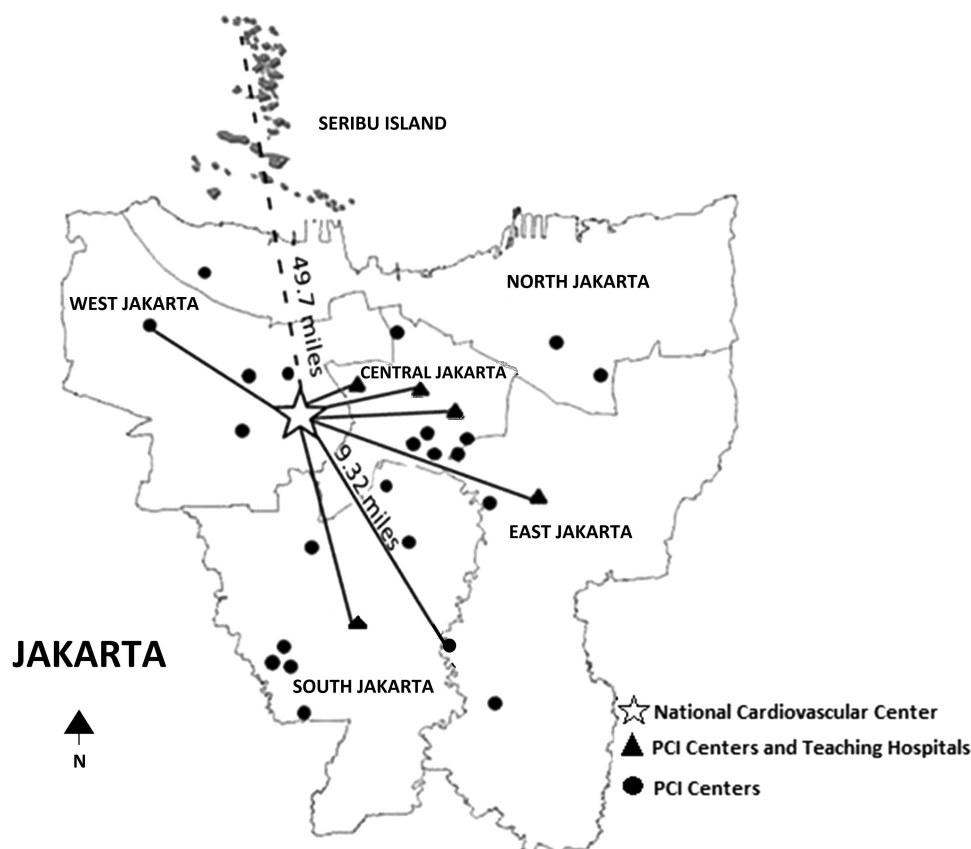 SERIBU ISLAND
NORTH JAKARTA
WEST JAKARTA
49.7 miles
CENTRAL JAKARTA
9.32 miles
EAST JAKARTA
JAKARTA
SOUTH JAKARTA
N
National Cardiovascular Center
PCI Centers and Teaching Hospitals
PCI Centers